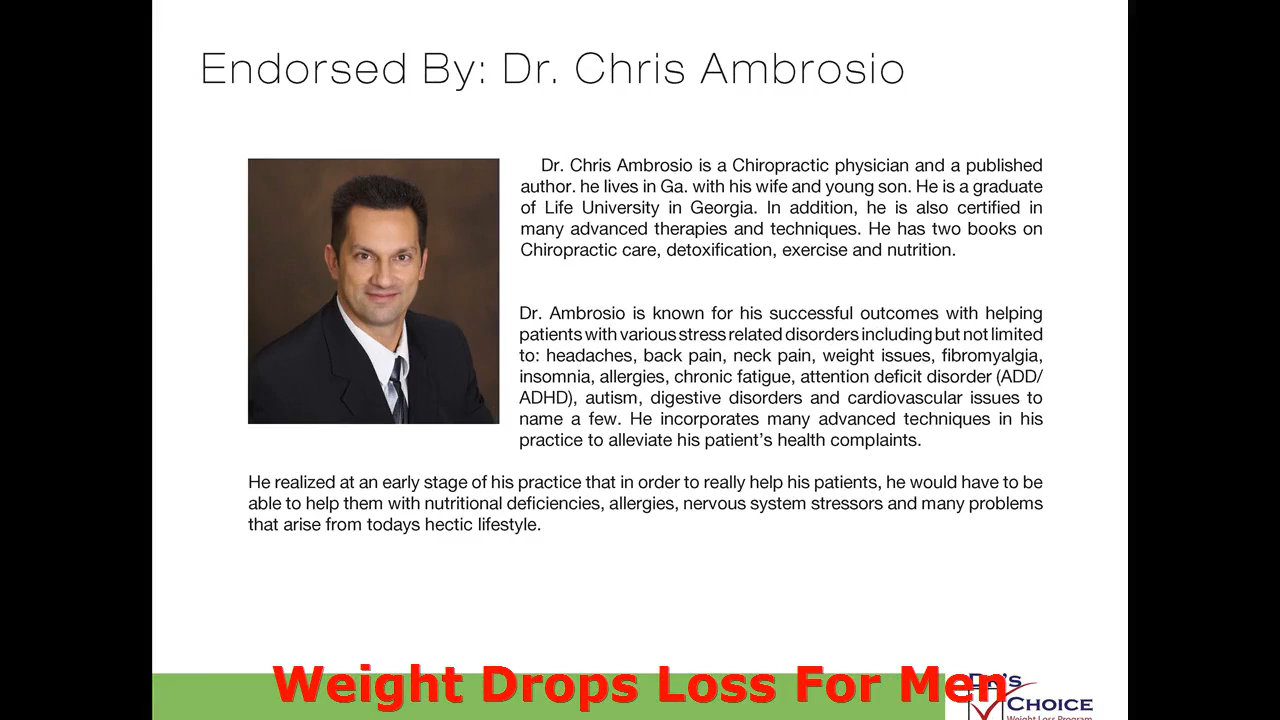 Endorsed By: Dr. Chris Ambrosio
Dr. Chris Ambrosio is a Chiropractic physician and a published
author. he lives in Ga. with his wife and young son. He is a graduate
of Life University in Georgia. In addition, he is also certified in
many advanced therapies and techniques. He has two books on
Chiropractic care, detoxification, exercise and nutrition.
Dr. Ambrosio is known for his successful outcomes with helping
patients with various stress related disorders including but not limited
to: headaches, back pain, neck pain, weight issues, fibromyalgia,
insomnia, allergies, chronic fatigue, attention deficit disorder (ADD/
ADHD), autism, digestive disorders and cardiovascular issues to
name a few. He incorporates many advanced techniques in his
practice to alleviate his patient's health complaints.
He realized at an early stage of his practice that in order to really help his patients, he would have to be
able to help them with nutritional deficiencies, allergies, nervous system stressors and many problems
that arise from todays hectic lifestyle.
Weight Drops Loss For Men
Dr's
Choice
Weight Loss Program